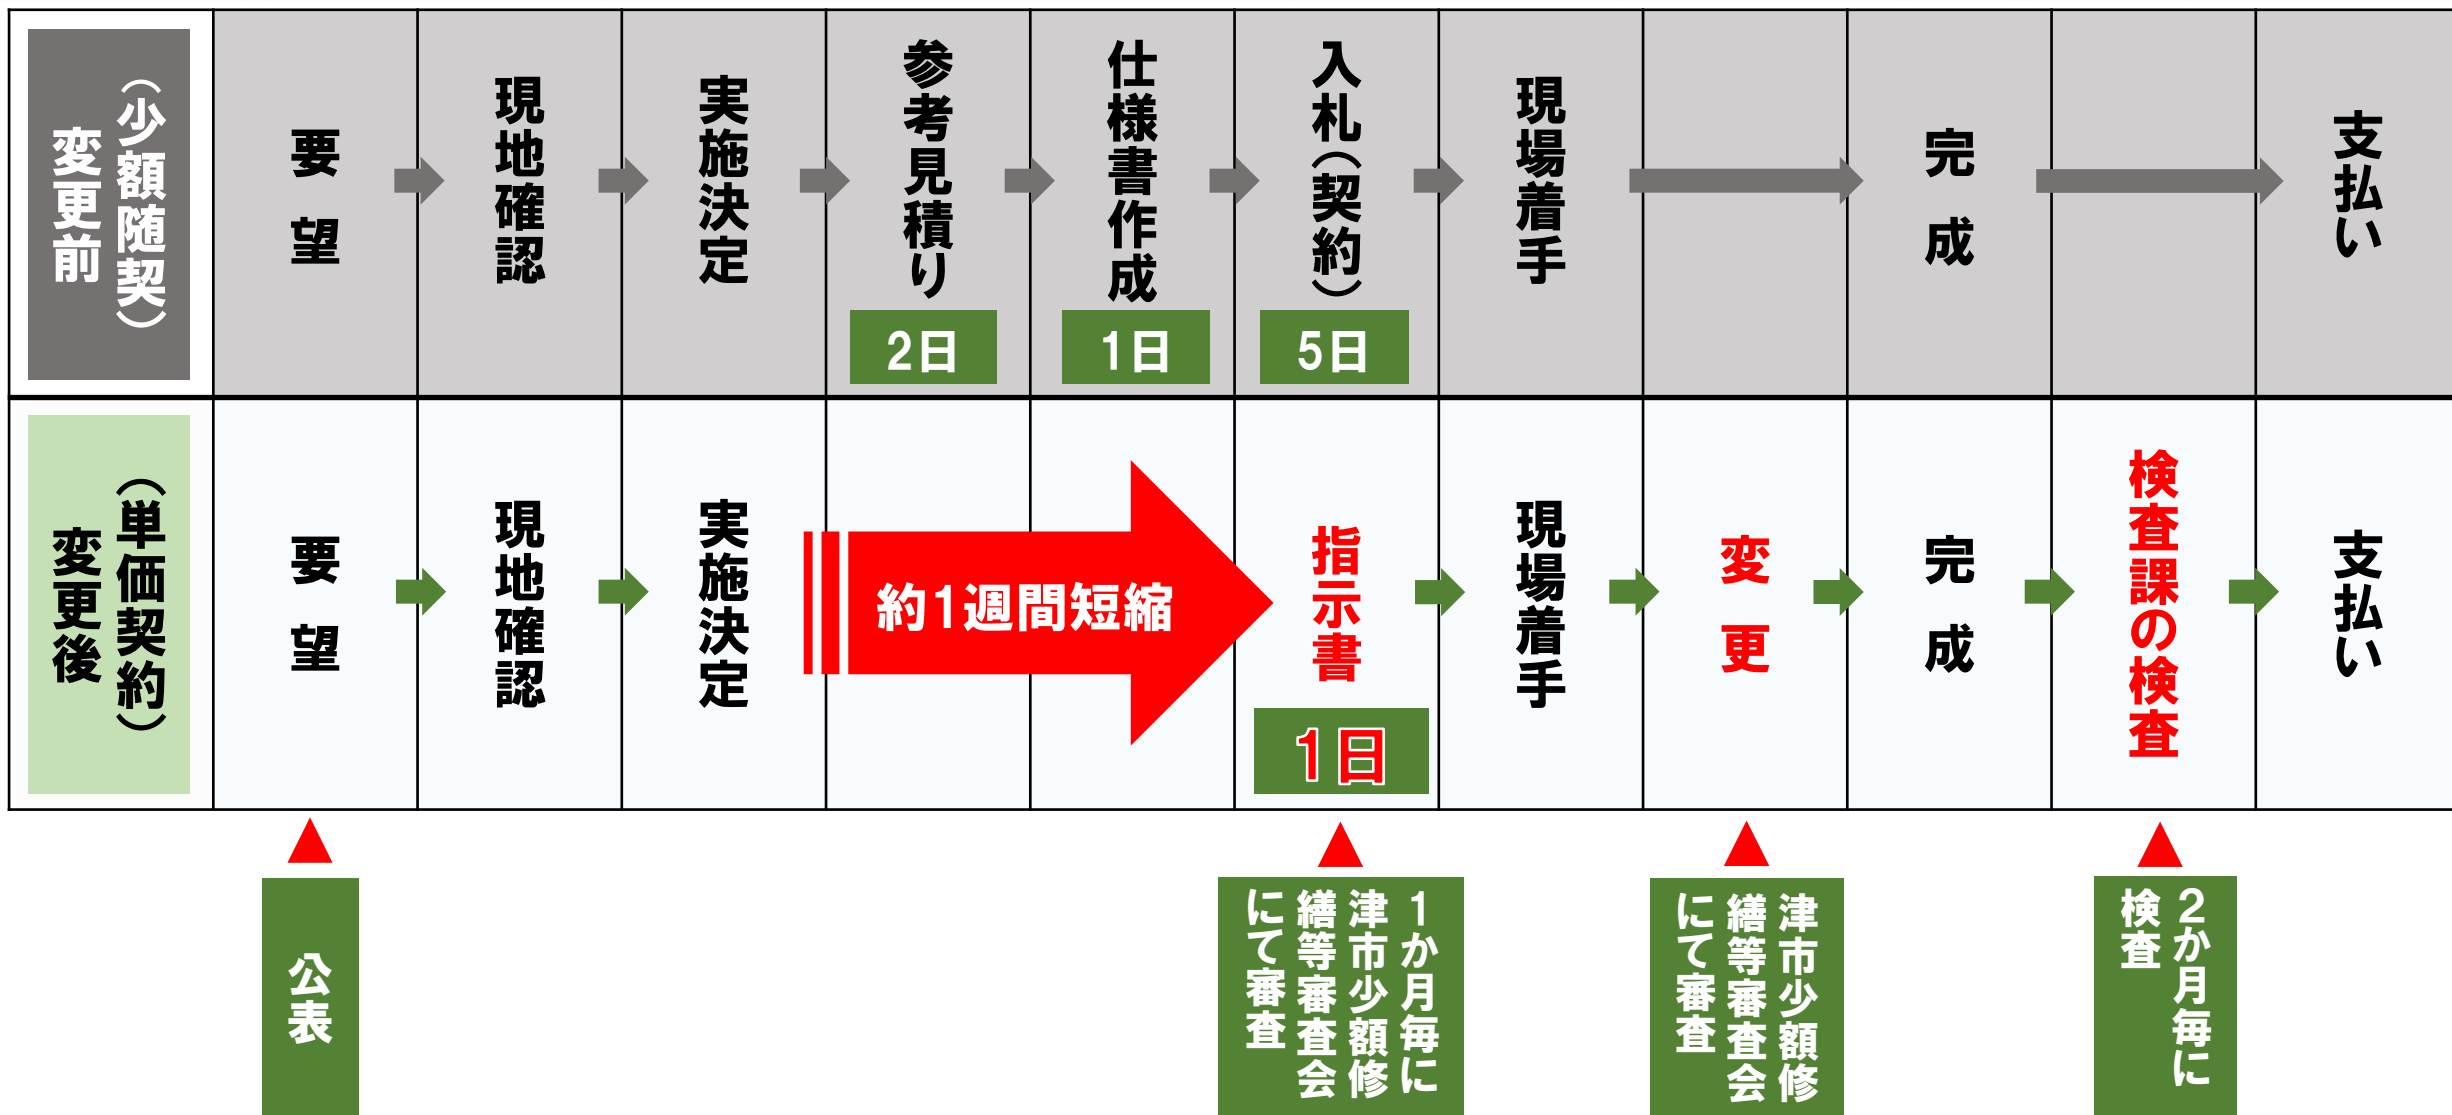 （少額随契）
変更前
要望
現地確認
実施決定
参考見積り
2日
仕様書作成
1日
入札（契約）
5日
現場着手
完成
支払い
（単価契約）
変更後
要望
現地確認
実施決定
約1週間短縮
指示書
1日
現場着手
変更
完成
検査課の検査
支払い
公表
1か月毎に
津市少額修
繕等審査会
にて審査
津市少額修
繕等審査会
にて審査
2か月毎に
検査